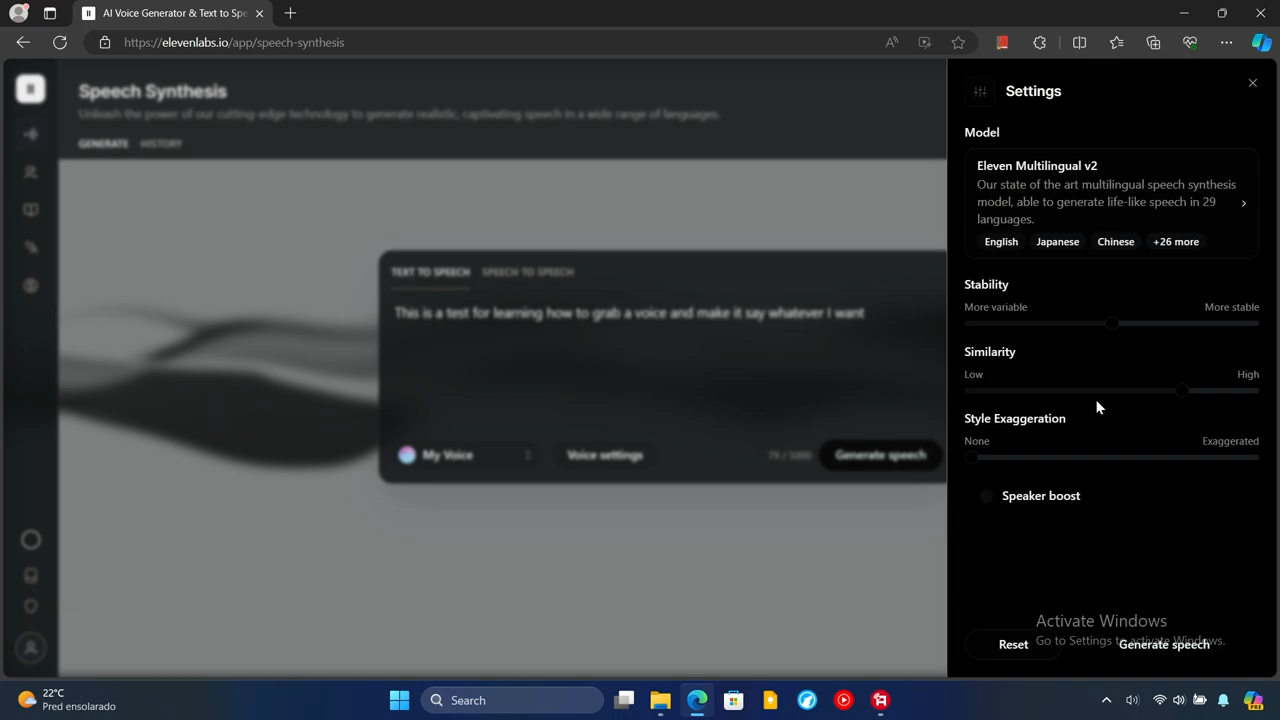 AI Voice Generator & Text to Spe
https://elevenlabs.io/app/speech-synthesis
Speech Synthesis
Unleash the power of our cutting-edge technology to generate realistic, captivating speech in a wide range of languages.
GENERATE HISTORY
TEXT TO SPEECH SPEECH TO SPEECH
This is a test for learning how to grab a voice and make it say whatever I want
My Voice
Voice settings
79 / 5000
Generate speech
Settings
Model
Eleven Multilingual v2
Our state of the art multilingual speech synthesis
model, able to generate life-like speech in 29
languages.
English Japanese Chinese +26 more
Stability
More variable More stable
Similarity
Low High
Style Exaggeration
None Exaggerated
Speaker boost
Activate Windows
Go to Settings to activate Windows.
Reset Generate speech
22°C
Pred ensolarado
Search
PRE